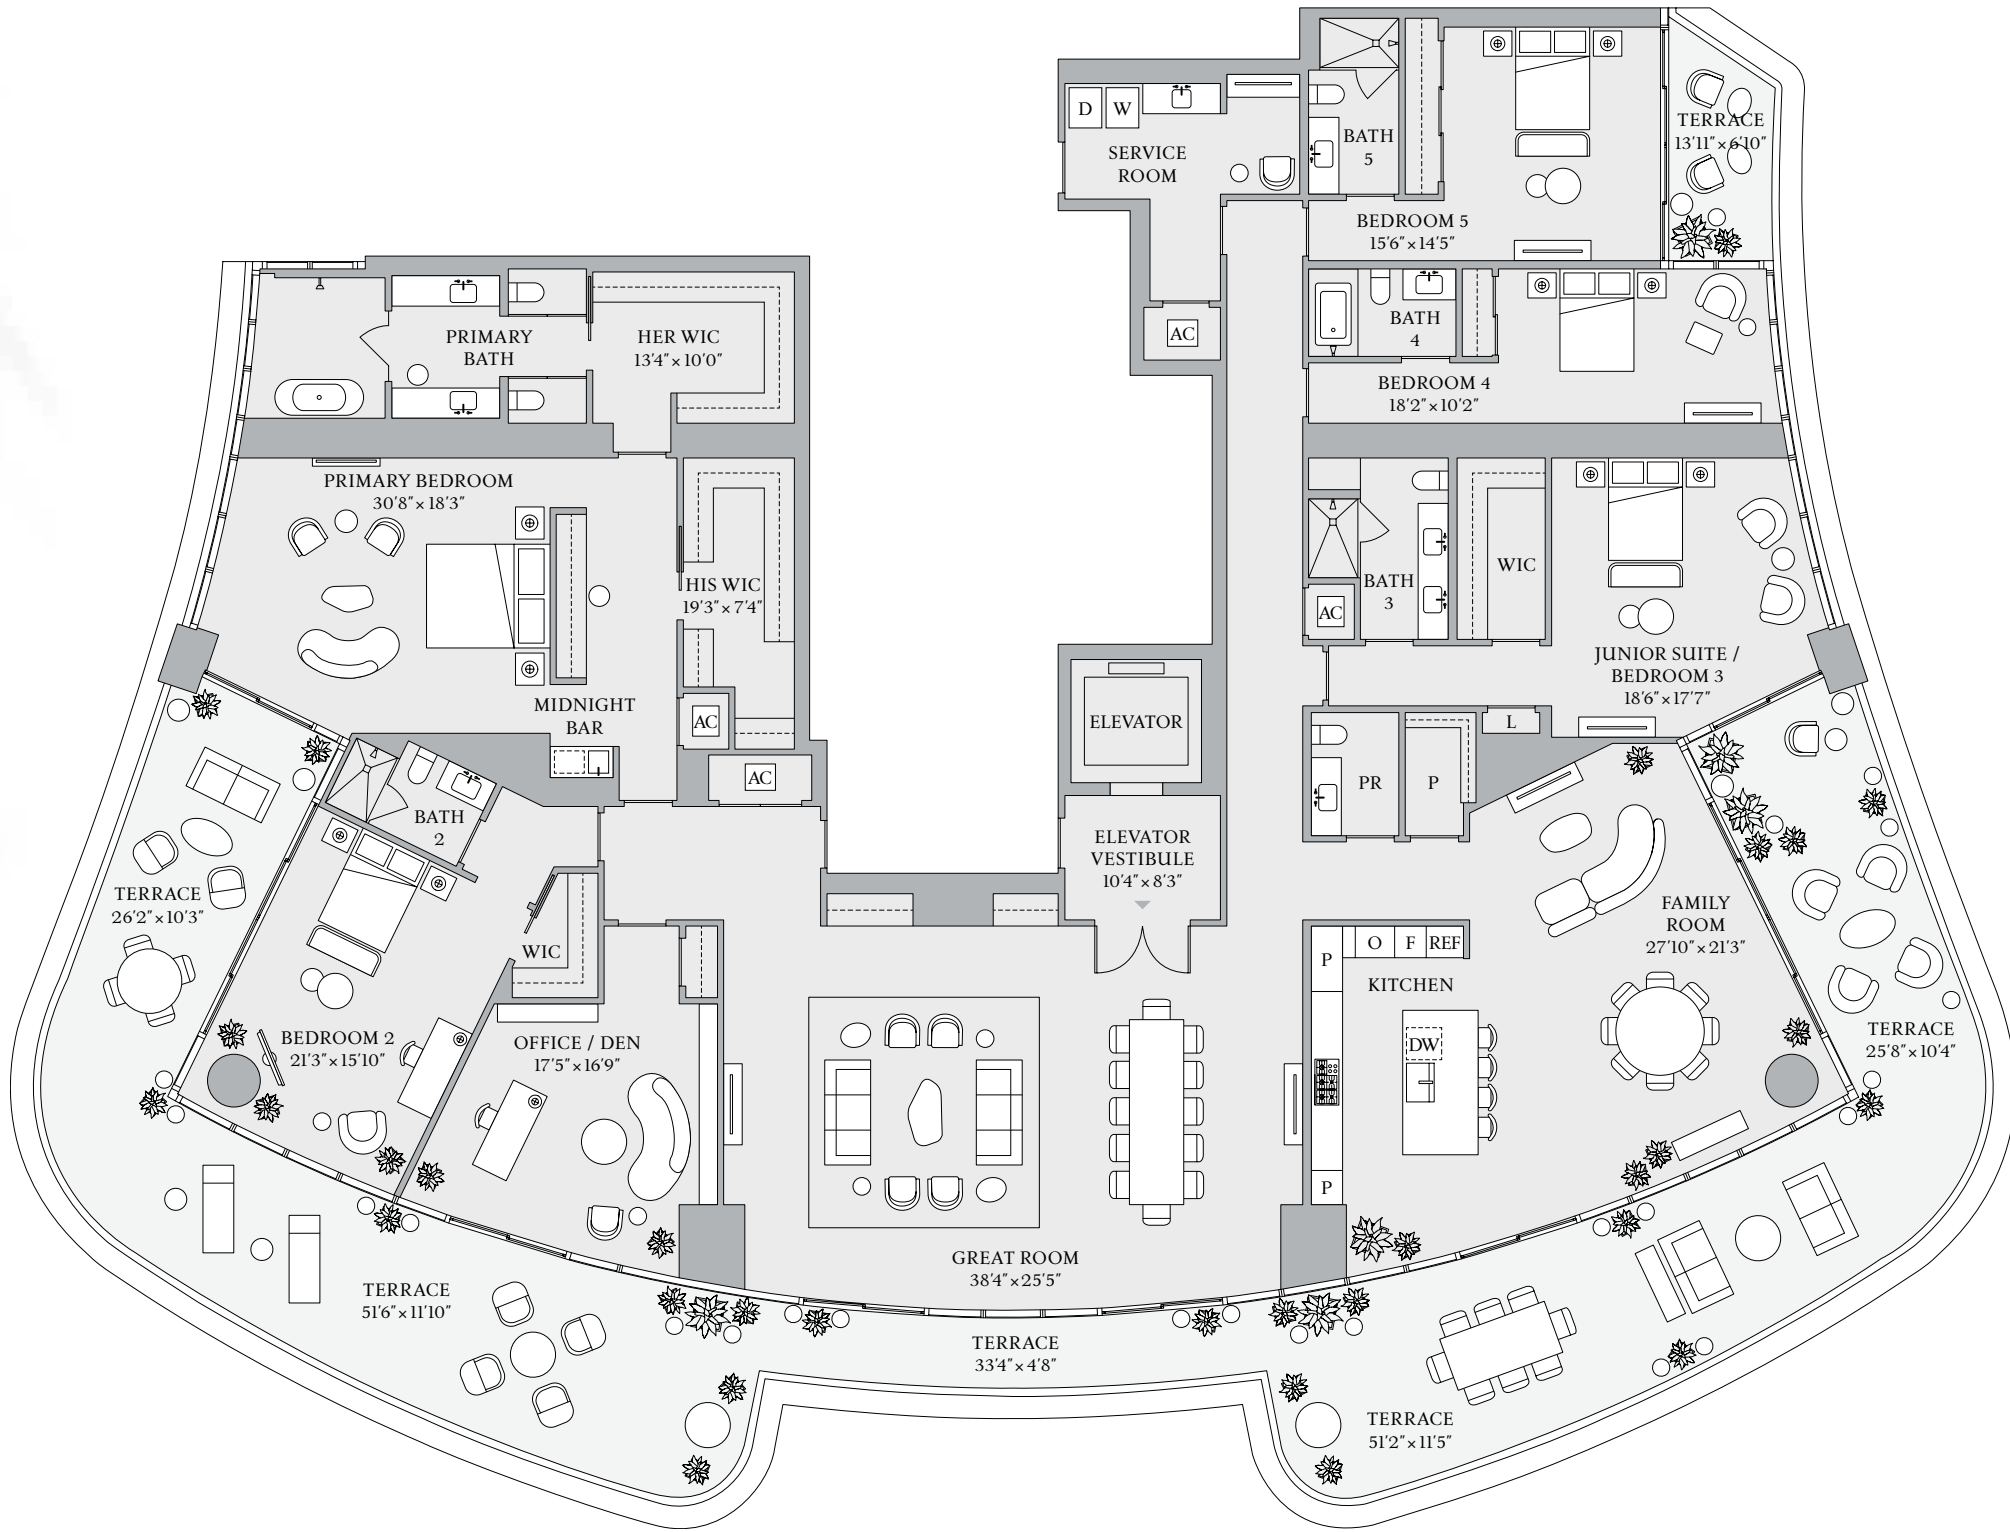 D
W
SERVICE
ROOM
BATH
5
BEDROOM 5
15'6" × 14'5"
TERRACE
13'11" × 6'10"
AC
BATH
4
BEDROOM 4
18'2" × 10'2"
PRIMARY
BATH
HER WIC
13'4" × 10'0"
PRIMARY BEDROOM
30'8" × 18'3"
HIS WIC
19'3" × 7'4"
MIDNIGHT
BAR
AC
AC
BATH
3
AC
WIC
JUNIOR SUITE /
BEDROOM 3
18'6" × 17'7"
L
ELEVATOR
PR
P
ELEVATOR
VESTIBULE
10'4" × 8'3"
BATH
2
TERRACE
26'2" × 10'3"
WIC
BEDROOM 2
21'3" × 15'10"
OFFICE / DEN
17'5" × 16'9"
P
O
F
REF
KITCHEN
DW
P
FAMILY
ROOM
27'10" × 21'3"
TERRACE
25'8" × 10'4"
GREAT ROOM
38'4" × 25'5"
TERRACE
51'6" × 11'10"
TERRACE
33'4" × 4'8"
TERRACE
51'2" × 11'5"